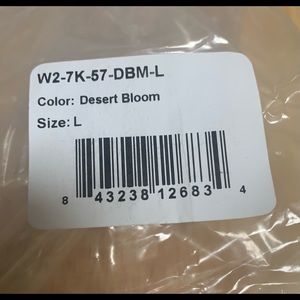 W2-7K-57-DBM-L
Color: Desert Bloom
Size: L
8 43238 12683 4